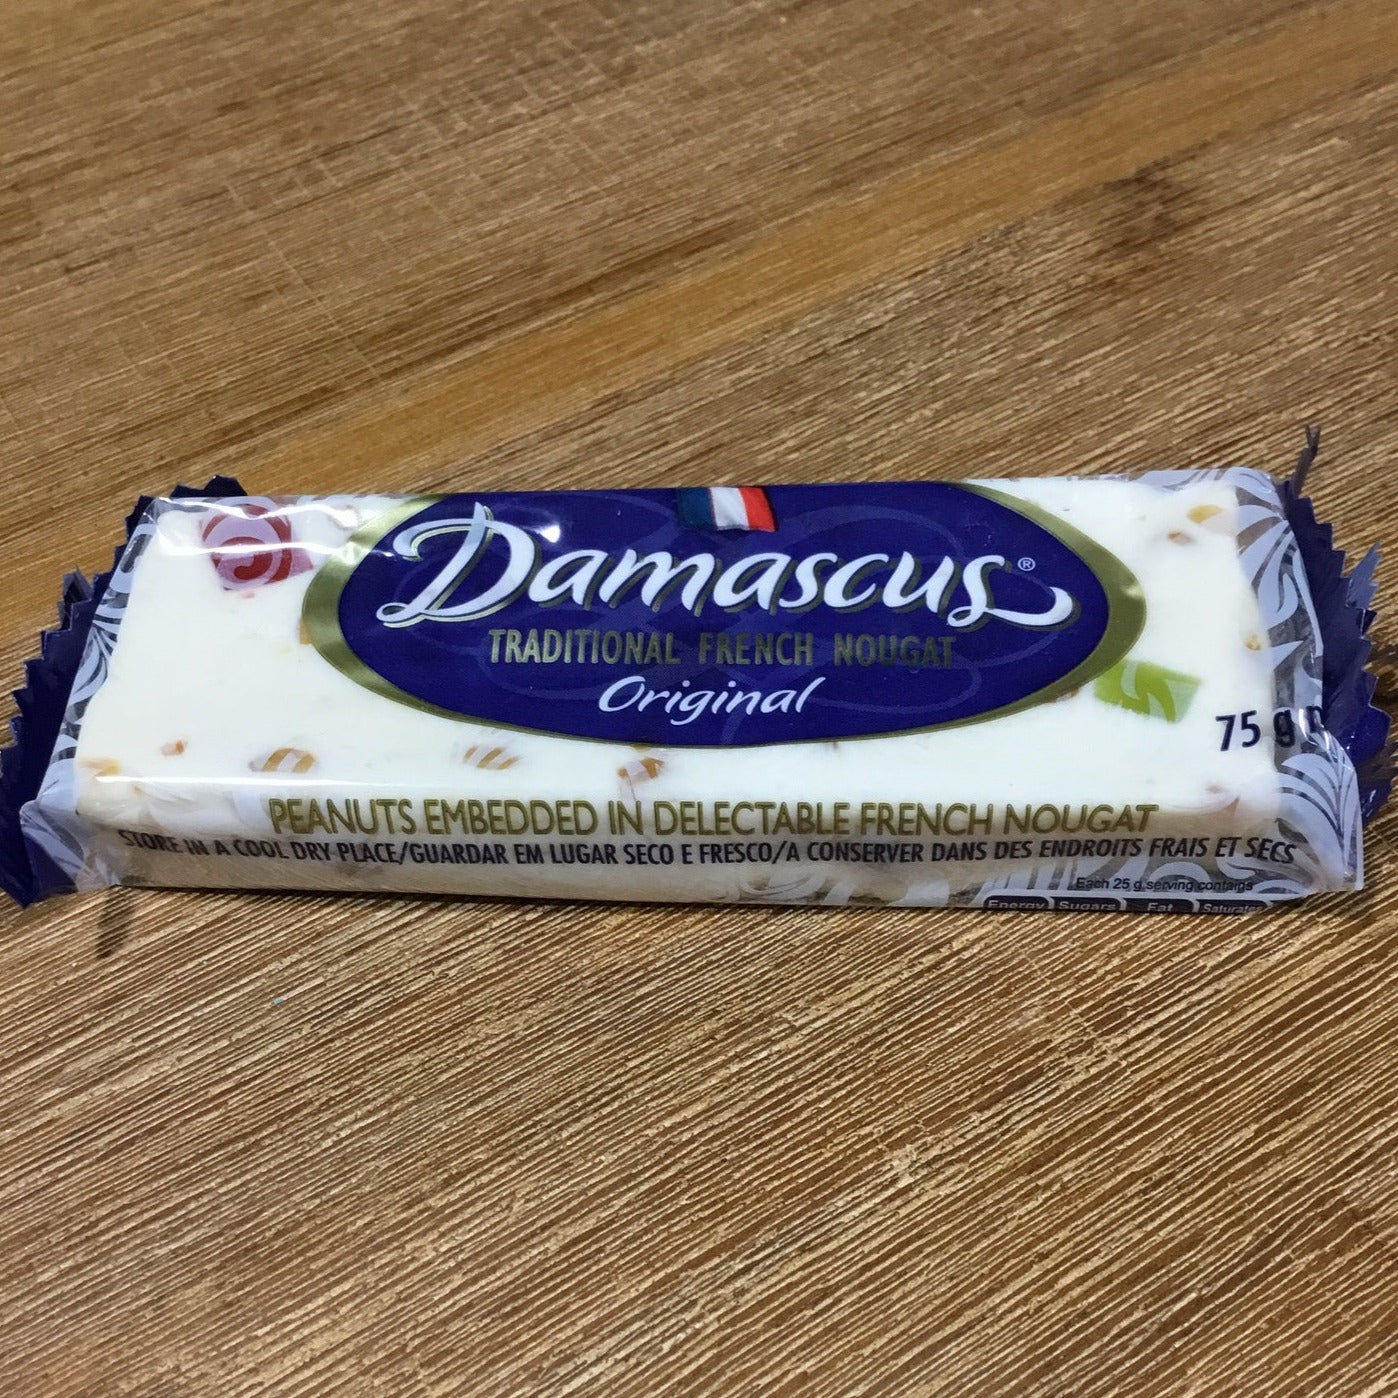 Damascus®
TRADITIONAL FRENCH NOUGAT
Original
75 g
PEANUTS EMBEDDED IN DELECTABLE FRENCH NOUGAT
STORE IN A COOL DRY PLACE/GUARDAR EM LUGAR SECO E FRESCO/A CONSERVER DANS DES ENDROITS FRAIS ET SECS
Each 25 g serving contains
Energy Sugars Fat Saturates